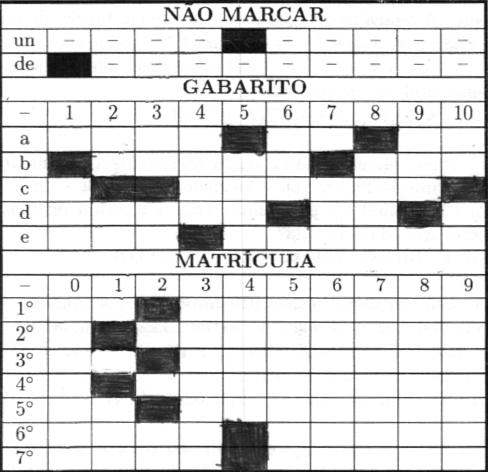 NÃO MARCAR
un – – – – – – – – –
de – – – – – – – – –
GABARITO
– 1 2 3 4 5 6 7 8 9 10
a
b
c
d
e
MATRÍCULA
– 0 1 2 3 4 5 6 7 8 9
1°
2°
3°
4°
5°
6°
7°